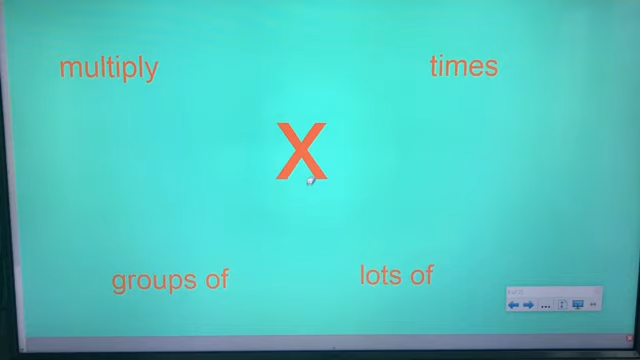 multiply
times
X
groups of
lots of